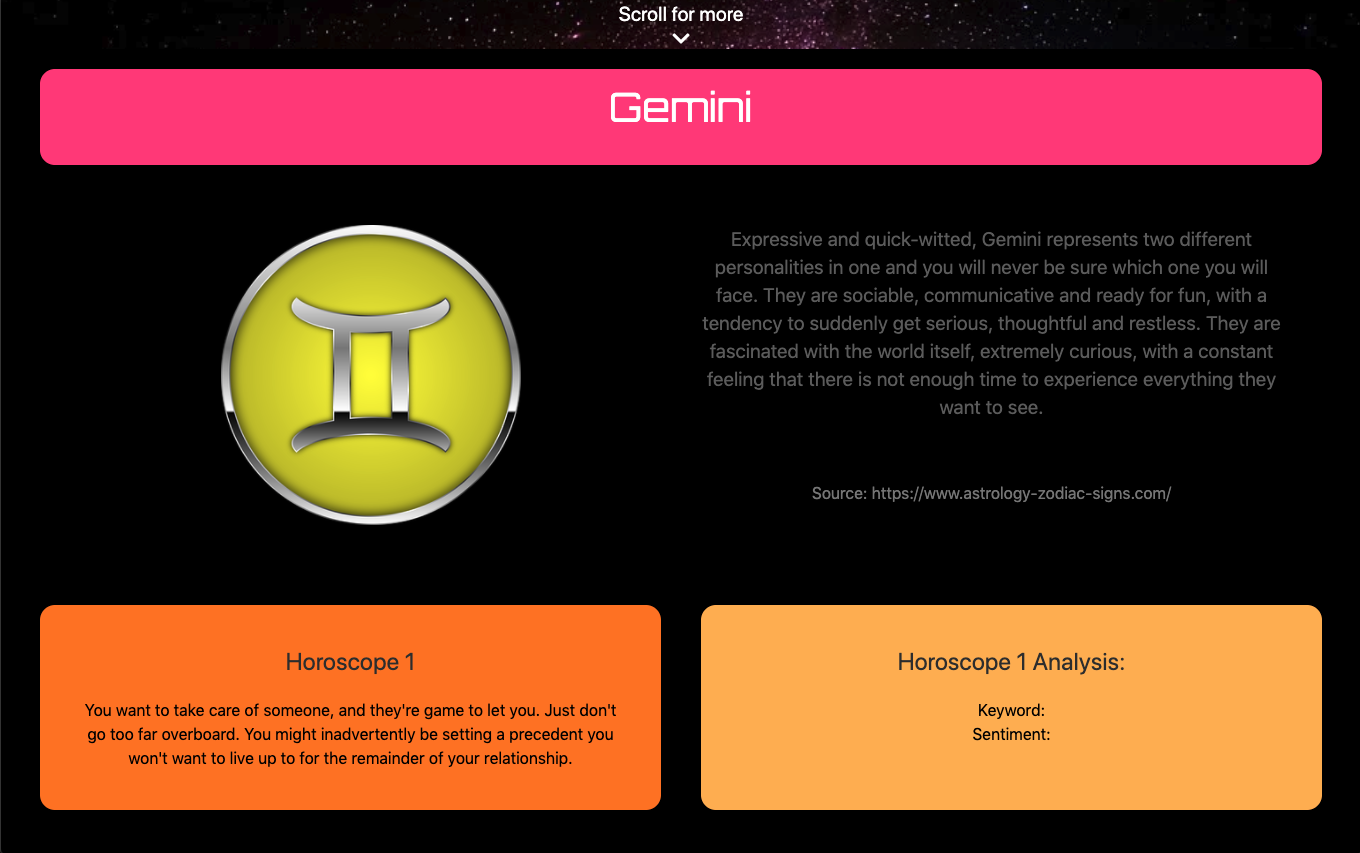 Scroll for more
Gemini
Expressive and quick-witted, Gemini represents two different
personalities in one and you will never be sure which one you will
face. They are sociable, communicative and ready for fun, with a
tendency to suddenly get serious, thoughtful and restless. They are
fascinated with the world itself, extremely curious, with a constant
feeling that there is not enough time to experience everything they
want to see.
Source: https://www.astrology-zodiac-signs.com/
Horoscope 1
You want to take care of someone, and they're game to let you. Just don't
go too far overboard. You might inadvertently be setting a precedent you
won't want to live up to for the remainder of your relationship.
Horoscope 1 Analysis:
Keyword:
Sentiment: